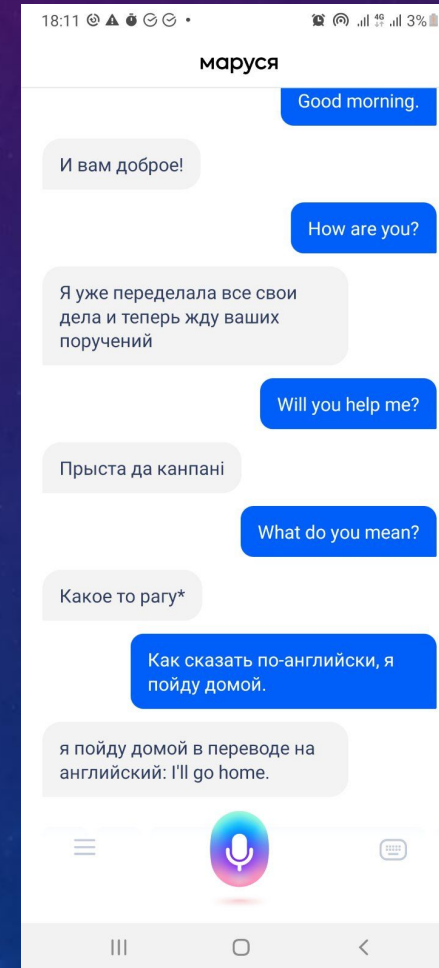 18:11 4G 3%
маруся
Good morning.
И вам доброе!
How are you?
Я уже переделала все свои
дела и теперь жду ваших
поручений
Will you help me?
Прыста да канпанi
What do you mean?
Какое то рагу*
Как сказать по-английски, я
пойду домой.
я пойду домой в переводе на
английский: I'll go home.